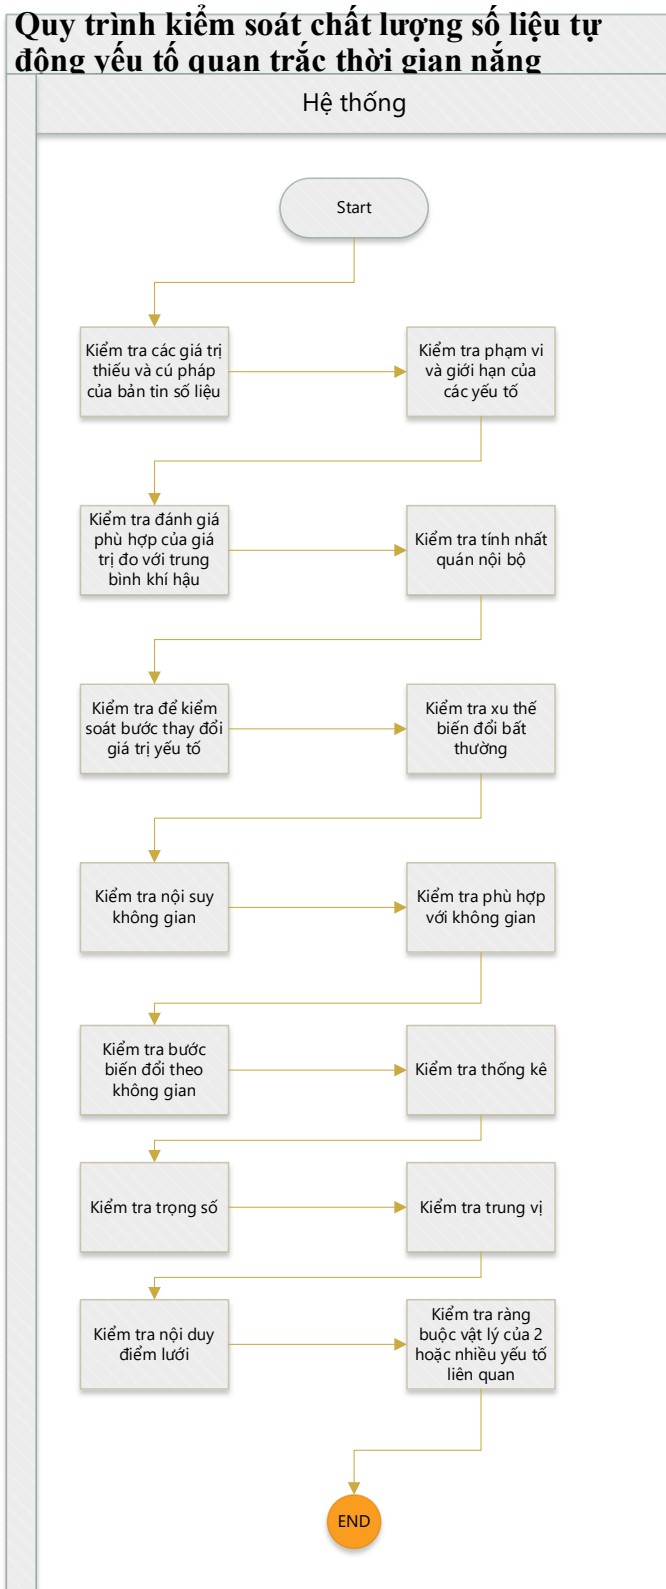 Quy trình kiểm soát chất lượng số liệu tự
động yếu tố quan trắc thời gian nắng
Hệ thống
Start
Kiểm tra các giá trị
thiếu và cú pháp
của bản tin số liệu
Kiểm tra phạm vi
và giới hạn của
các yếu tố
Kiểm tra đánh giá
phù hợp của giá
trị đo với trung
bình khí hậu
Kiểm tra tính nhất
quán nội bộ
Kiểm tra để kiểm
soát bước thay đổi
giá trị yếu tố
Kiểm tra xu thế
biến đổi bất
thường
Kiểm tra nội suy
không gian
Kiểm tra phù hợp
với không gian
Kiểm tra bước
biến đổi theo
không gian
Kiểm tra thống kê
Kiểm tra trọng số
Kiểm tra trung vị
Kiểm tra nội duy
điểm lưới
Kiểm tra ràng
buộc vật lý của 2
hoặc nhiều yếu tố
liên quan
END